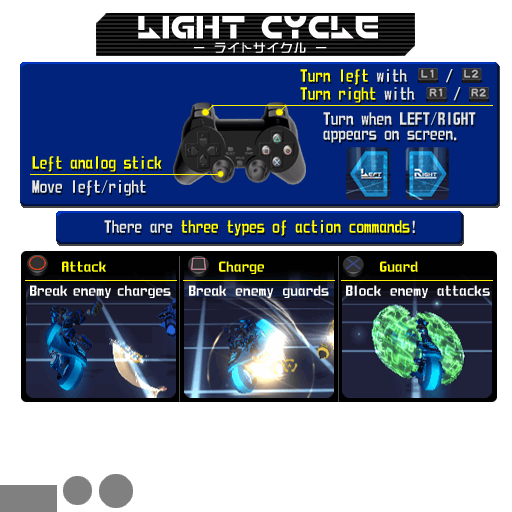 LIGHT CYCLE
— ライトサイクル —
Turn left with L1 / L2
Turn right with R1 / R2
Turn when LEFT/RIGHT
appears on screen.
LEFT RIGHT
Left analog stick
Move left/right
There are three types of action commands!
Attack
Break enemy charges
Charge
Break enemy guards
Guard
Block enemy attacks